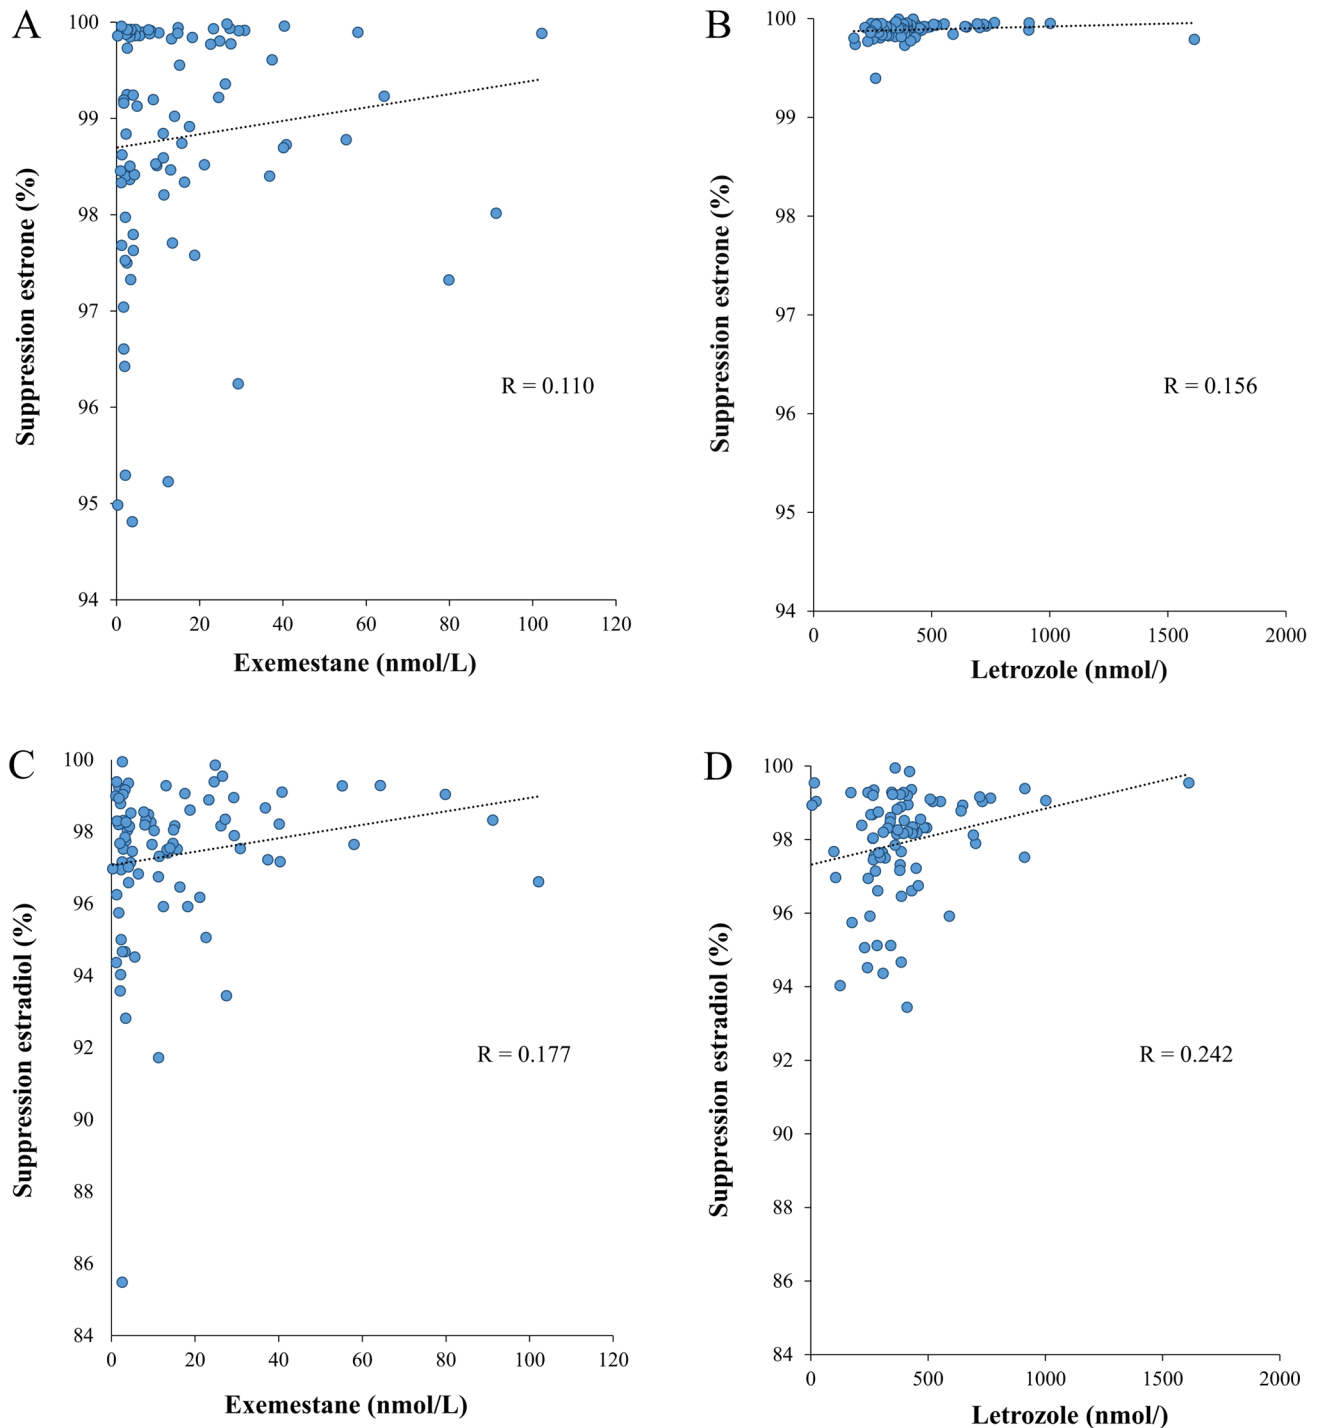 A
100
99
98
97
96
95
94
Suppression estrone (%)
R = 0.110
0 20 40 60 80 100 120
Exemestane (nmol/L)
B
100
99
98
97
96
95
94
Suppression estrone (%)
R = 0.156
0 500 1000 1500 2000
Letrozole (nmol/)
C
100
98
96
94
92
90
88
86
84
Suppression estradiol (%)
R = 0.177
0 20 40 60 80 100 120
Exemestane (nmol/L)
D
100
98
96
94
92
90
88
86
84
Suppression estradiol (%)
R = 0.242
0 500 1000 1500 2000
Letrozole (nmol/)